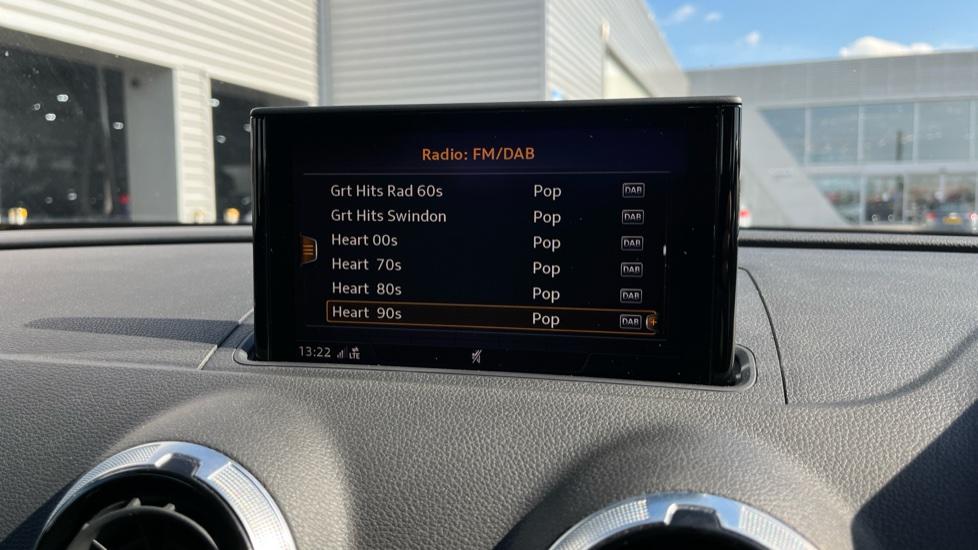 Radio: FM/DAB
Grt Hits Rad 60s Pop DAB
Grt Hits Swindon Pop DAB
Heart 00s Pop DAB
Heart 70s Pop DAB
Heart 80s Pop DAB
Heart 90s Pop DAB
13:22 LTE